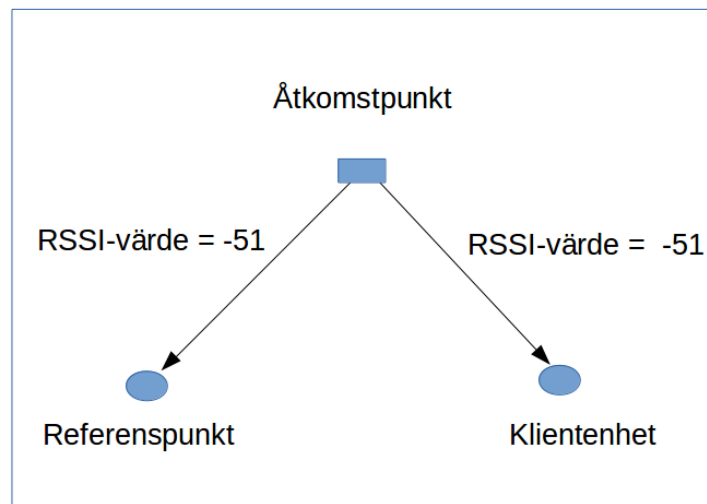 Åtkomstpunkt
RSSI-värde = -51
RSSI-värde =  -51
Referenspunkt
Klientenhet